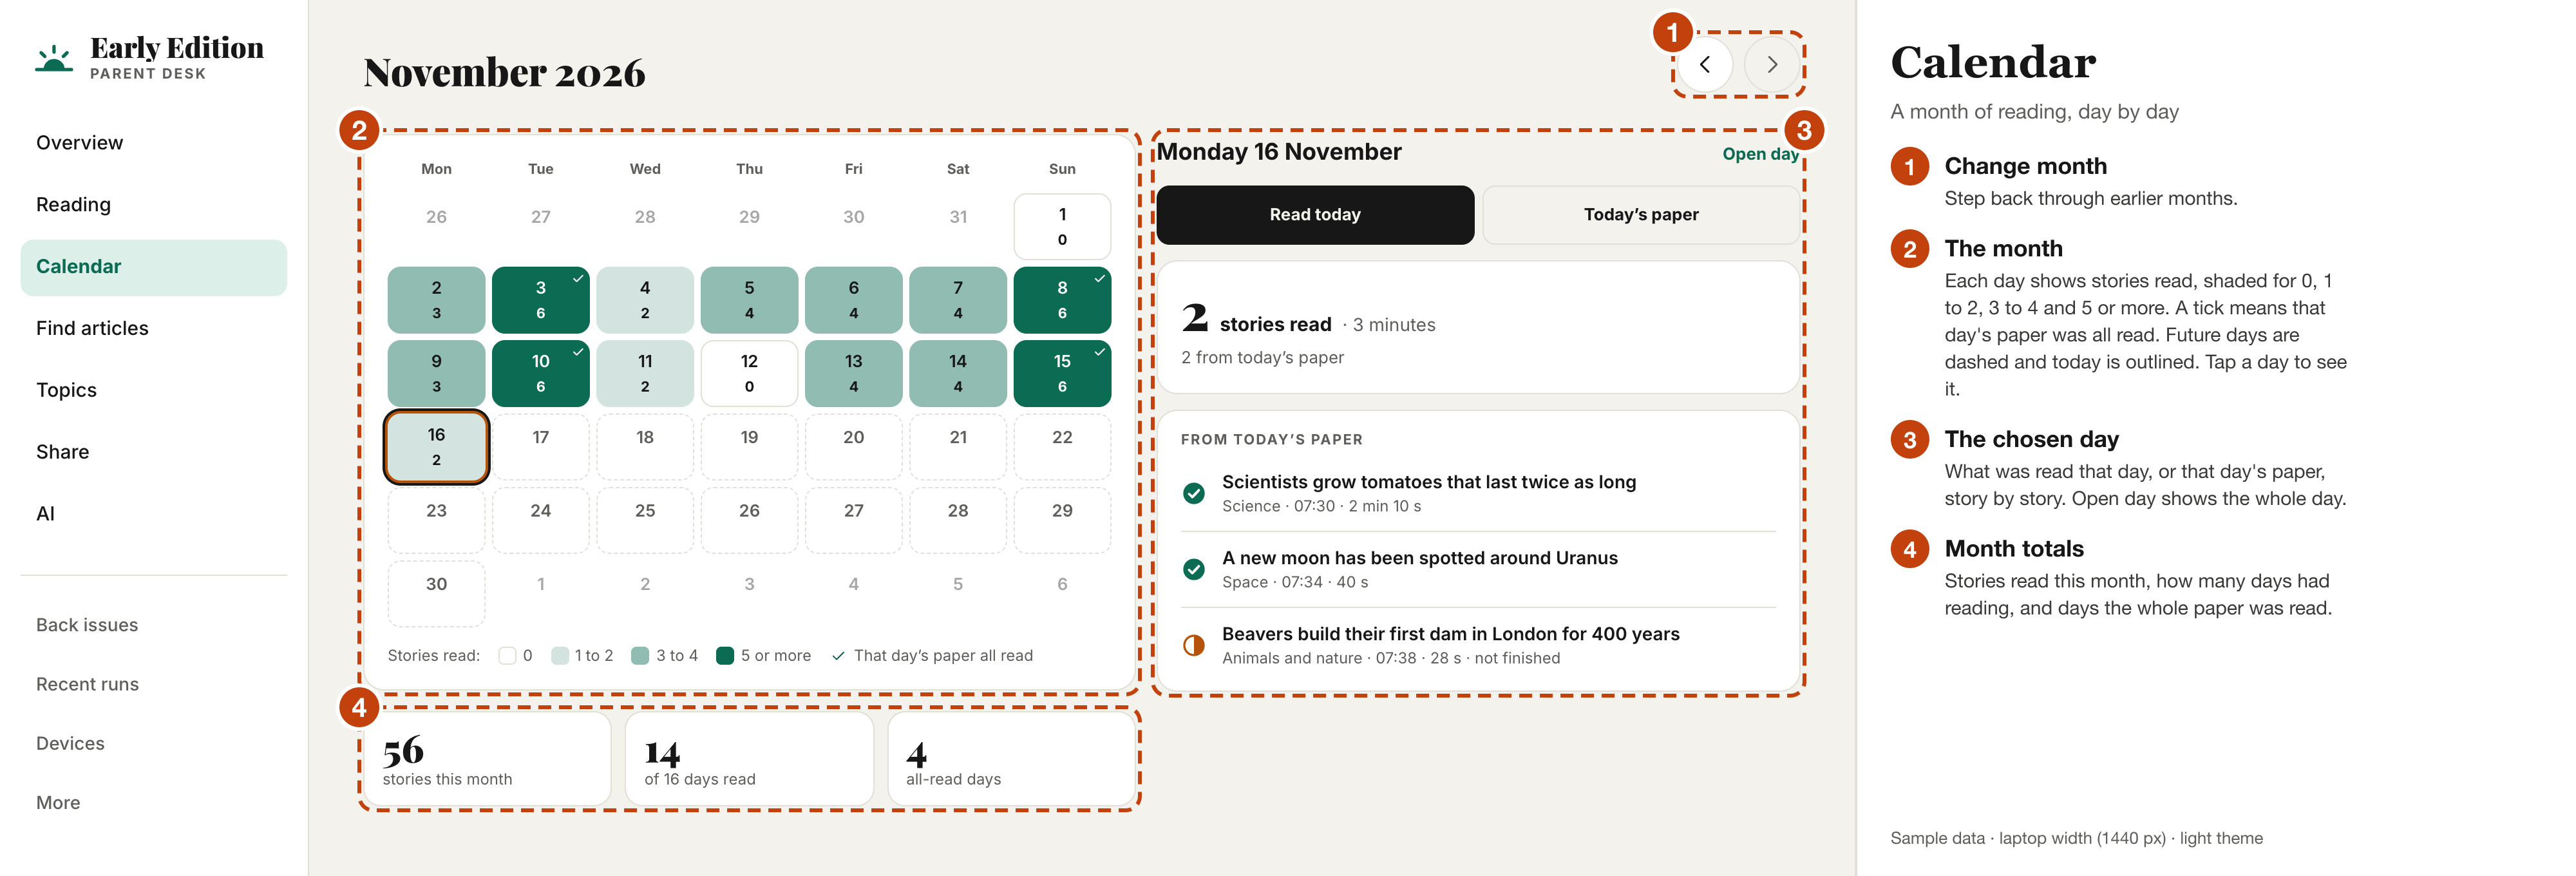 Early Edition
PARENT DESK
Overview
Reading
Calendar
Find articles
Topics
Share
AI
Back issues
Recent runs
Devices
More
November 2026
1
2
Mon Tue Wed Thu Fri Sat Sun
26 27 28 29 30 31 1
0
2 3 4 5 6 7 8
3 6 2 4 4 4 6
9 10 11 12 13 14 15
3 6 2 0 4 4 6
16 17 18 19 20 21 22
2
23 24 25 26 27 28 29
30 1 2 3 4 5 6
Stories read: 0 1 to 2 3 to 4 5 or more That day’s paper all read
3
Monday 16 November Open day
Read today Today’s paper
2 stories read · 3 minutes
2 from today’s paper
FROM TODAY’S PAPER
Scientists grow tomatoes that last twice as long
Science · 07:30 · 2 min 10 s
A new moon has been spotted around Uranus
Space · 07:34 · 40 s
Beavers build their first dam in London for 400 years
Animals and nature · 07:38 · 28 s · not finished
4
56 14 4
stories this month of 16 days read all-read days
Calendar
A month of reading, day by day
1 Change month
Step back through earlier months.
2 The month
Each day shows stories read, shaded for 0, 1
to 2, 3 to 4 and 5 or more. A tick means that
day's paper was all read. Future days are
dashed and today is outlined. Tap a day to see
it.
3 The chosen day
What was read that day, or that day's paper,
story by story. Open day shows the whole day.
4 Month totals
Stories read this month, how many days had
reading, and days the whole paper was read.
Sample data · laptop width (1440 px) · light theme